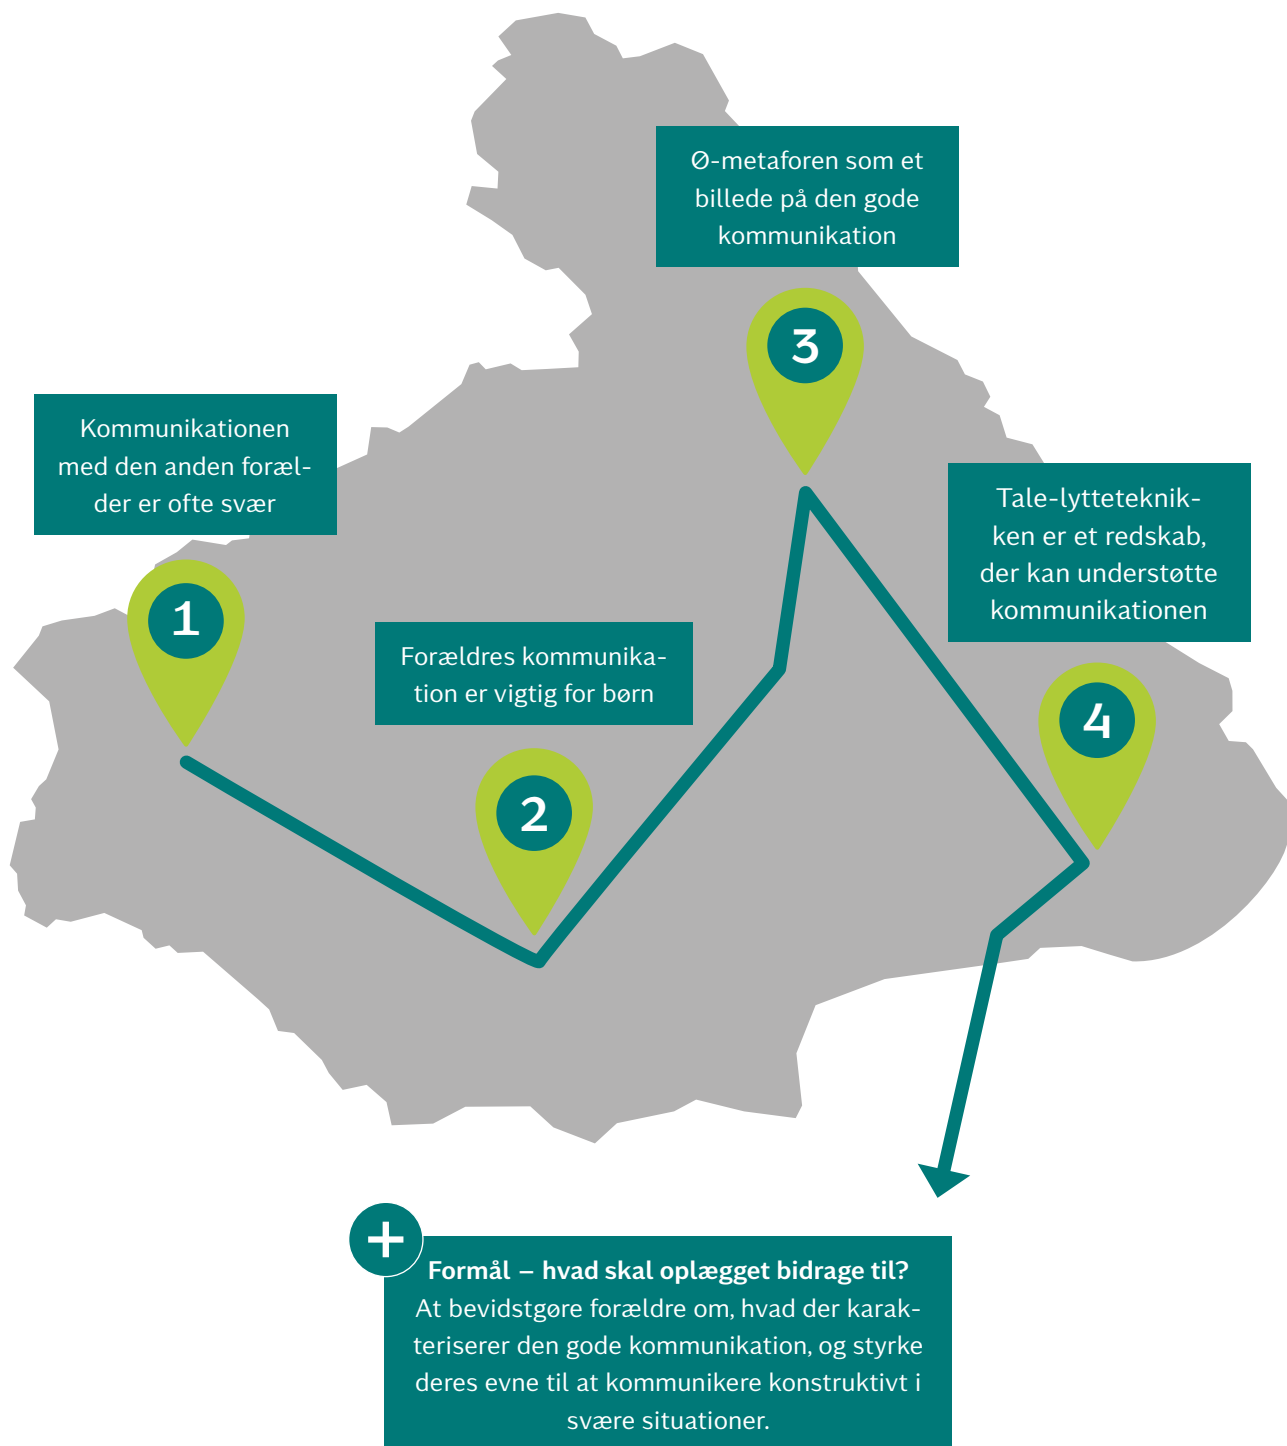 Kommunikationen
med den anden foræl-
der er ofte svær
1
Forældres kommunika-
tion er vigtig for børn
2
Ø-metaforen som et
billede på den gode
kommunikation
3
Tale-lytteteknik-
ken er et redskab,
der kan understøtte
kommunikationen
4
+
Formål – hvad skal oplægget bidrage til?
At bevidstgøre forældre om, hvad der karak-
teriserer den gode kommunikation, og styrke
deres evne til at kommunikere konstruktivt i
svære situationer.